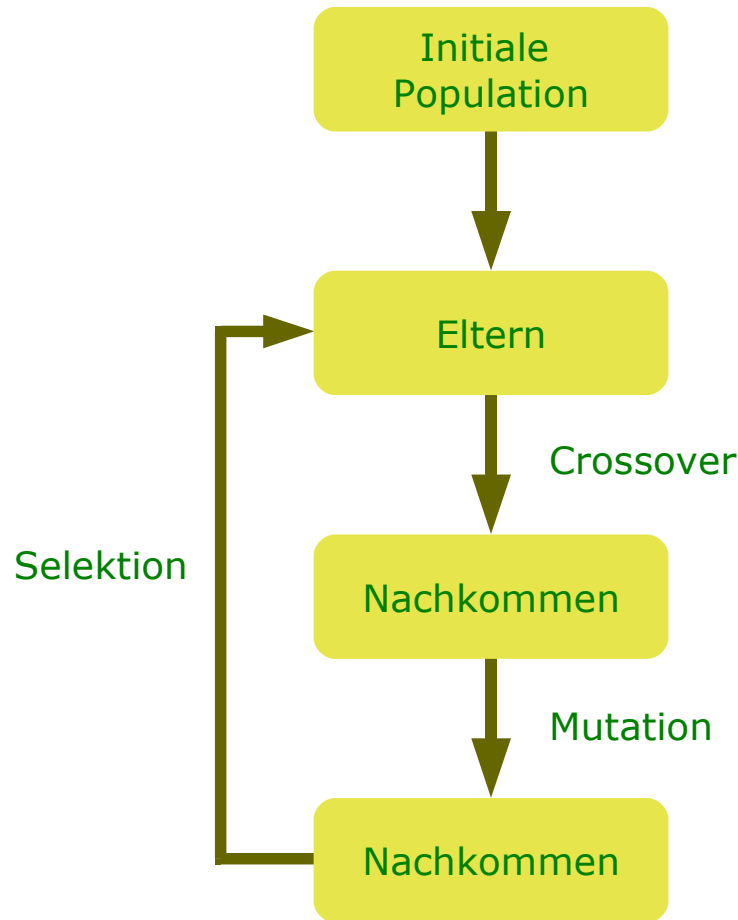 Initiale
Population
Eltern
Crossover
Selektion
Nachkommen
Mutation
Nachkommen